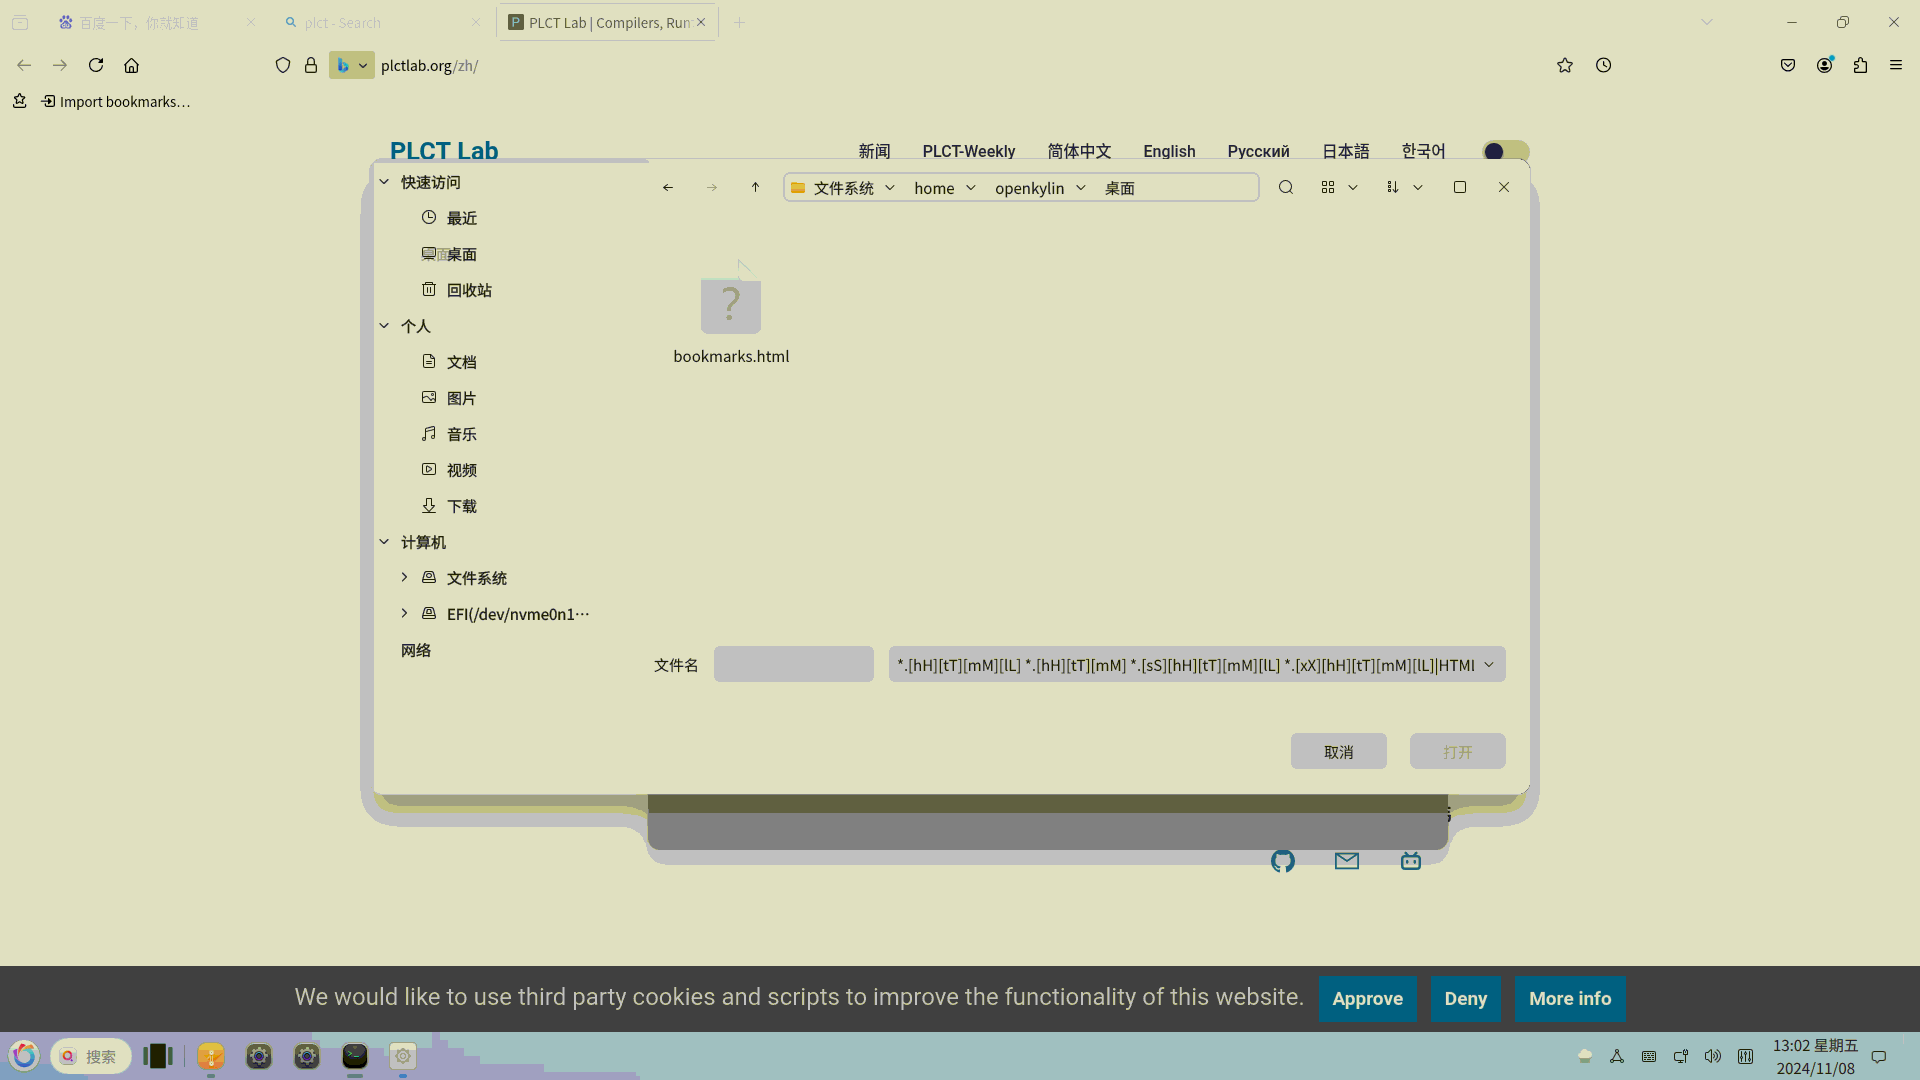 百度一下，你就知道
plct - Search
PLCT Lab | Compilers, Run
plctlab.org/zh/
Import bookmarks…
PLCT Lab
新闻
PLCT-Weekly
简体中文
English
Русский
日本語
한국어
快速访问
最近
桌面
回收站
个人
文档
图片
音乐
视频
下载
计算机
文件系统
EFI(/dev/nvme0n1…
网络
文件系统
home
openkylin
桌面
bookmarks.html
文件名
*.[hH][tT][mM][lL] *.[hH][tT][mM] *.[sS][hH][tT][mM][lL] *.[xX][hH][tT][mM][lL]|HTML
取消
打开
We would like to use third party cookies and scripts to improve the functionality of this website.
Approve
Deny
More info
搜索
13:02 星期五
2024/11/08